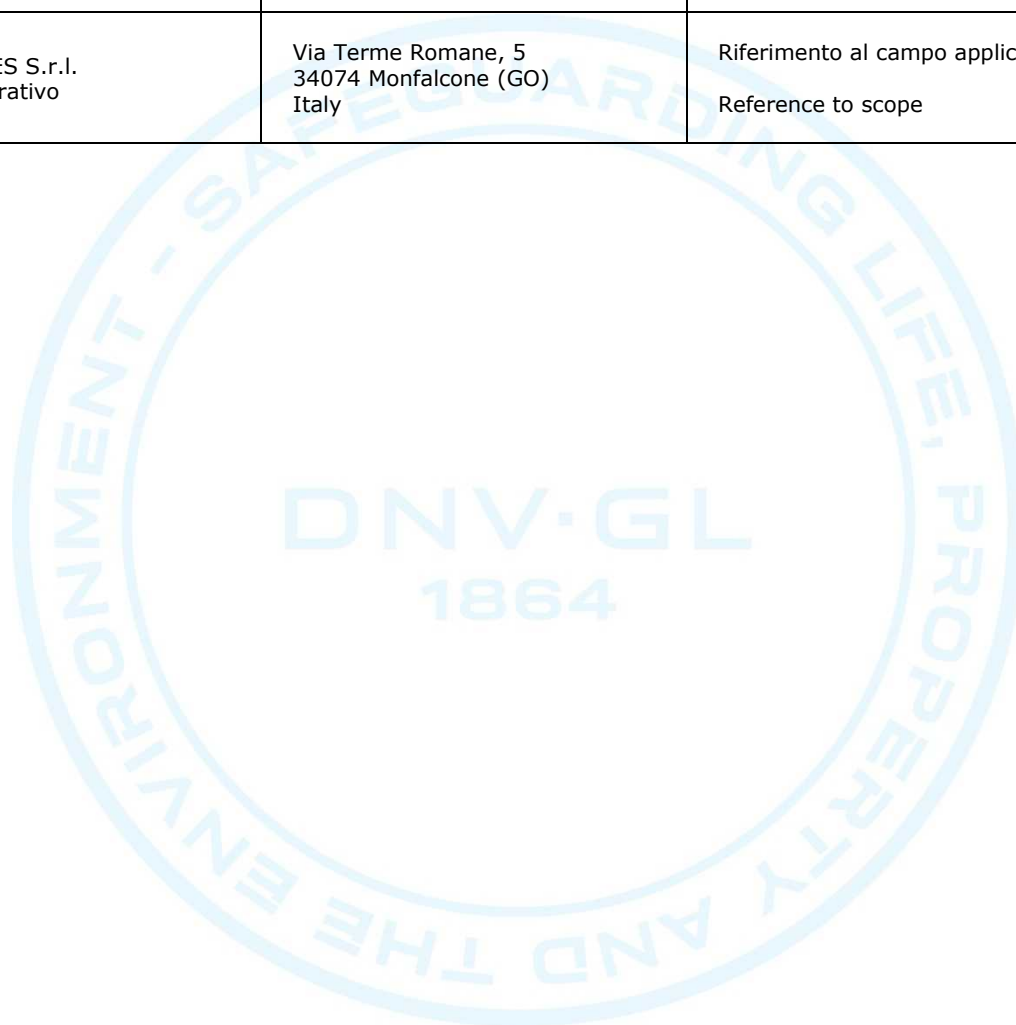 ES S.r.l.
rativo
Via Terme Romane, 5
34074 Monfalcone (GO)
Italy
Riferimento al campo applic
Reference to scope
SAFEGUARDING LIFE, PROPERTY AND THE ENVIRONMENT -
DNV·GL
1864